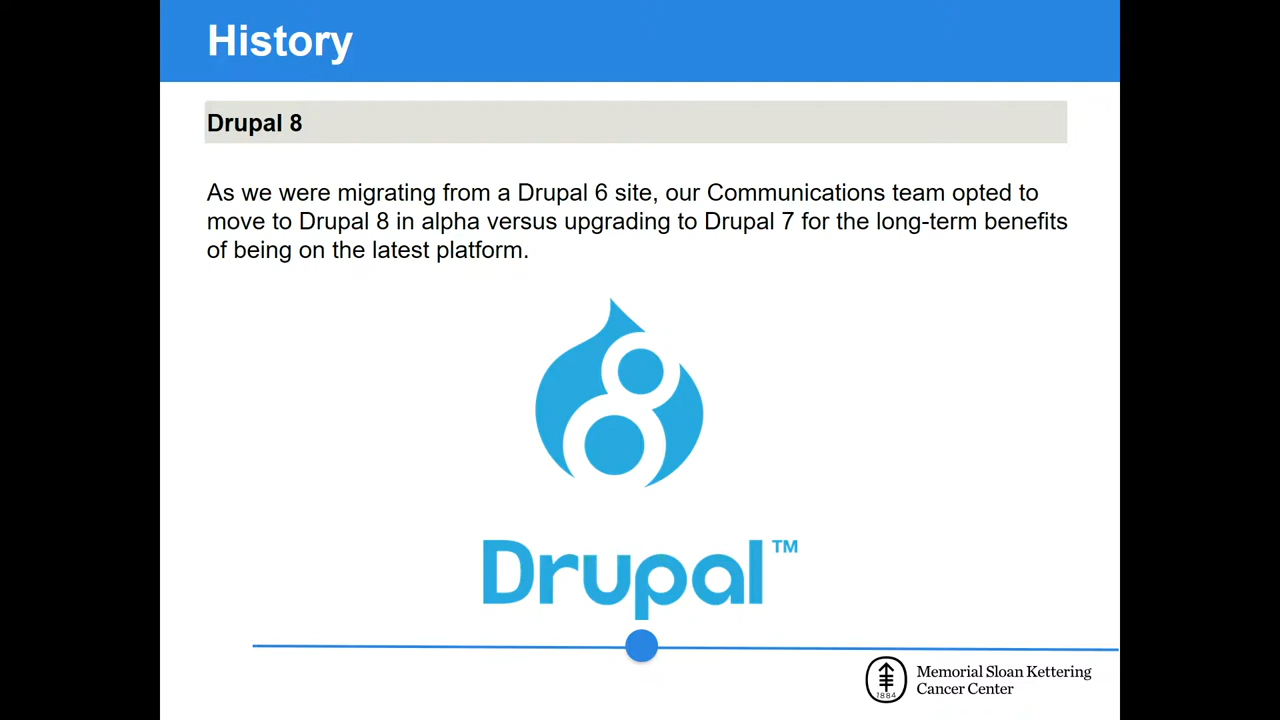 History
Drupal 8
As we were migrating from a Drupal 6 site, our Communications team opted to
move to Drupal 8 in alpha versus upgrading to Drupal 7 for the long-term benefits
of being on the latest platform.
8
Drupal™
1884
Memorial Sloan Kettering
Cancer Center